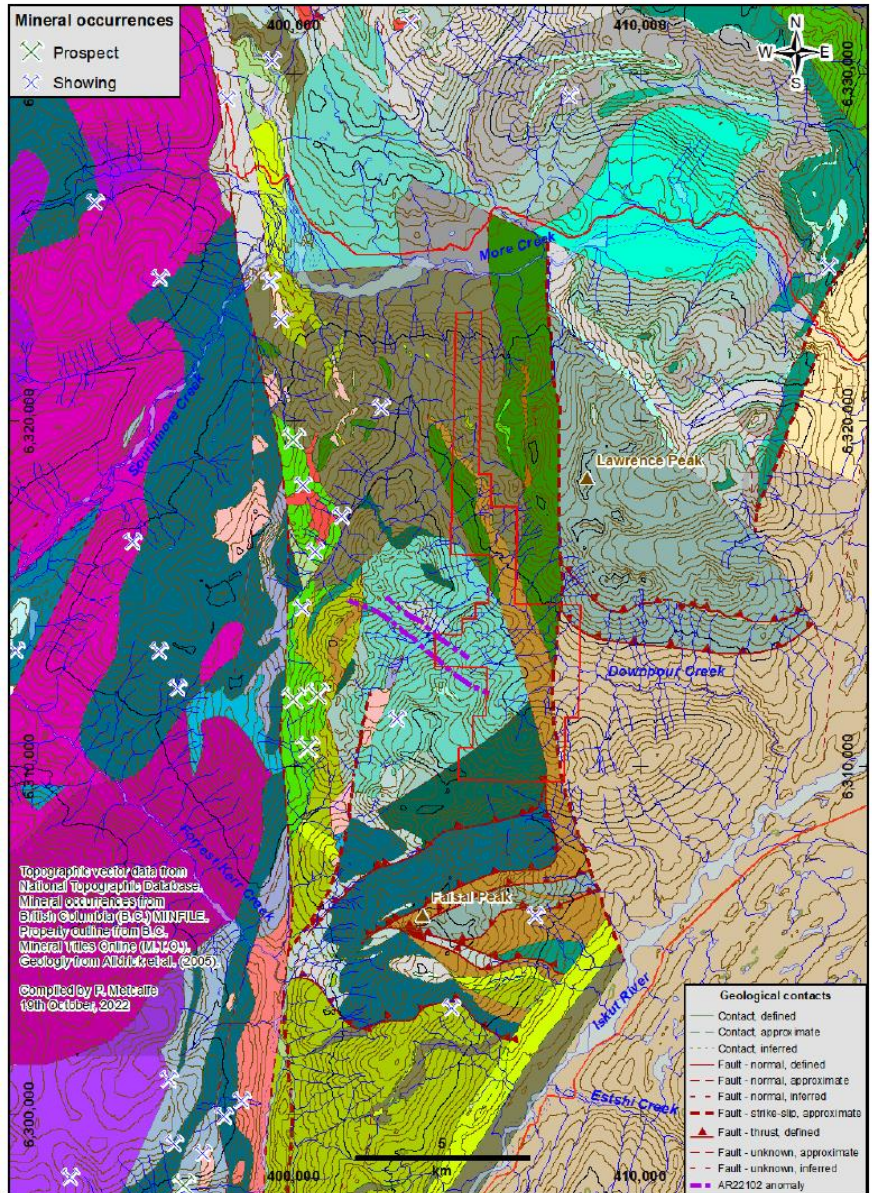 Mineral occurrences
Prospect
Showing
400,000
410,000
N
W E
S
6,330,000
More Creek
6,320,000
6,320,000
Lawrence Peak
Downpour Creek
6,310,000
6,310,000
Forrest Kerr Creek
Topographic vector data from
National Topographic Database.
Mineral occurrences from
British Columbia (B.C.) MINFILE.
Property outline from B.C.
Mineral Titles Online (M.T.O.).
Geology from Alldrick et al. (2005).
Compiled by P. Metcalfe
19th October, 2022
Faisal Peak
Iskut River
Estshi Creek
6,300,000
5
km
400,000
410,000
Geological contacts
Contact, defined
Contact, approximate
Contact, inferred
Fault - normal, defined
Fault - normal, approximate
Fault - normal, inferred
Fault - strike-slip, approximate
Fault - thrust, defined
Fault - unknown, approximate
Fault - unknown, inferred
AR22102 anomaly